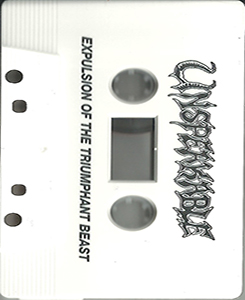 UNSPEAKABLE
EXPULSION OF THE TRIUMPHANT BEAST